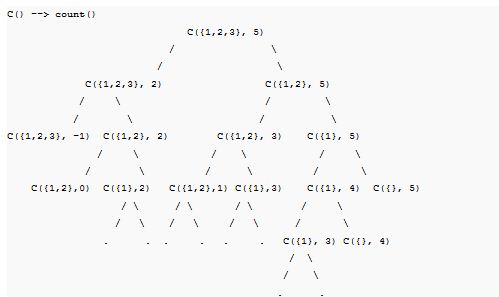 C() --> count()
C({1,2,3}, 5)
/ \
/ \
C({1,2,3}, 2) C({1,2}, 5)
/ \ / \
/ \ / \
C({1,2,3}, -1) C({1,2}, 2) C({1,2}, 3) C({1}, 5)
/ \ / \ / \
/ \ / \ / \
C({1,2},0) C({1},2) C({1,2},1) C({1},3) C({1}, 4) C({}, 5)
/ \ / \ / \ / \
/ \ / \ / \ / \
. . . . . . C({1}, 3) C({}, 4)
/ \
/ \
. .